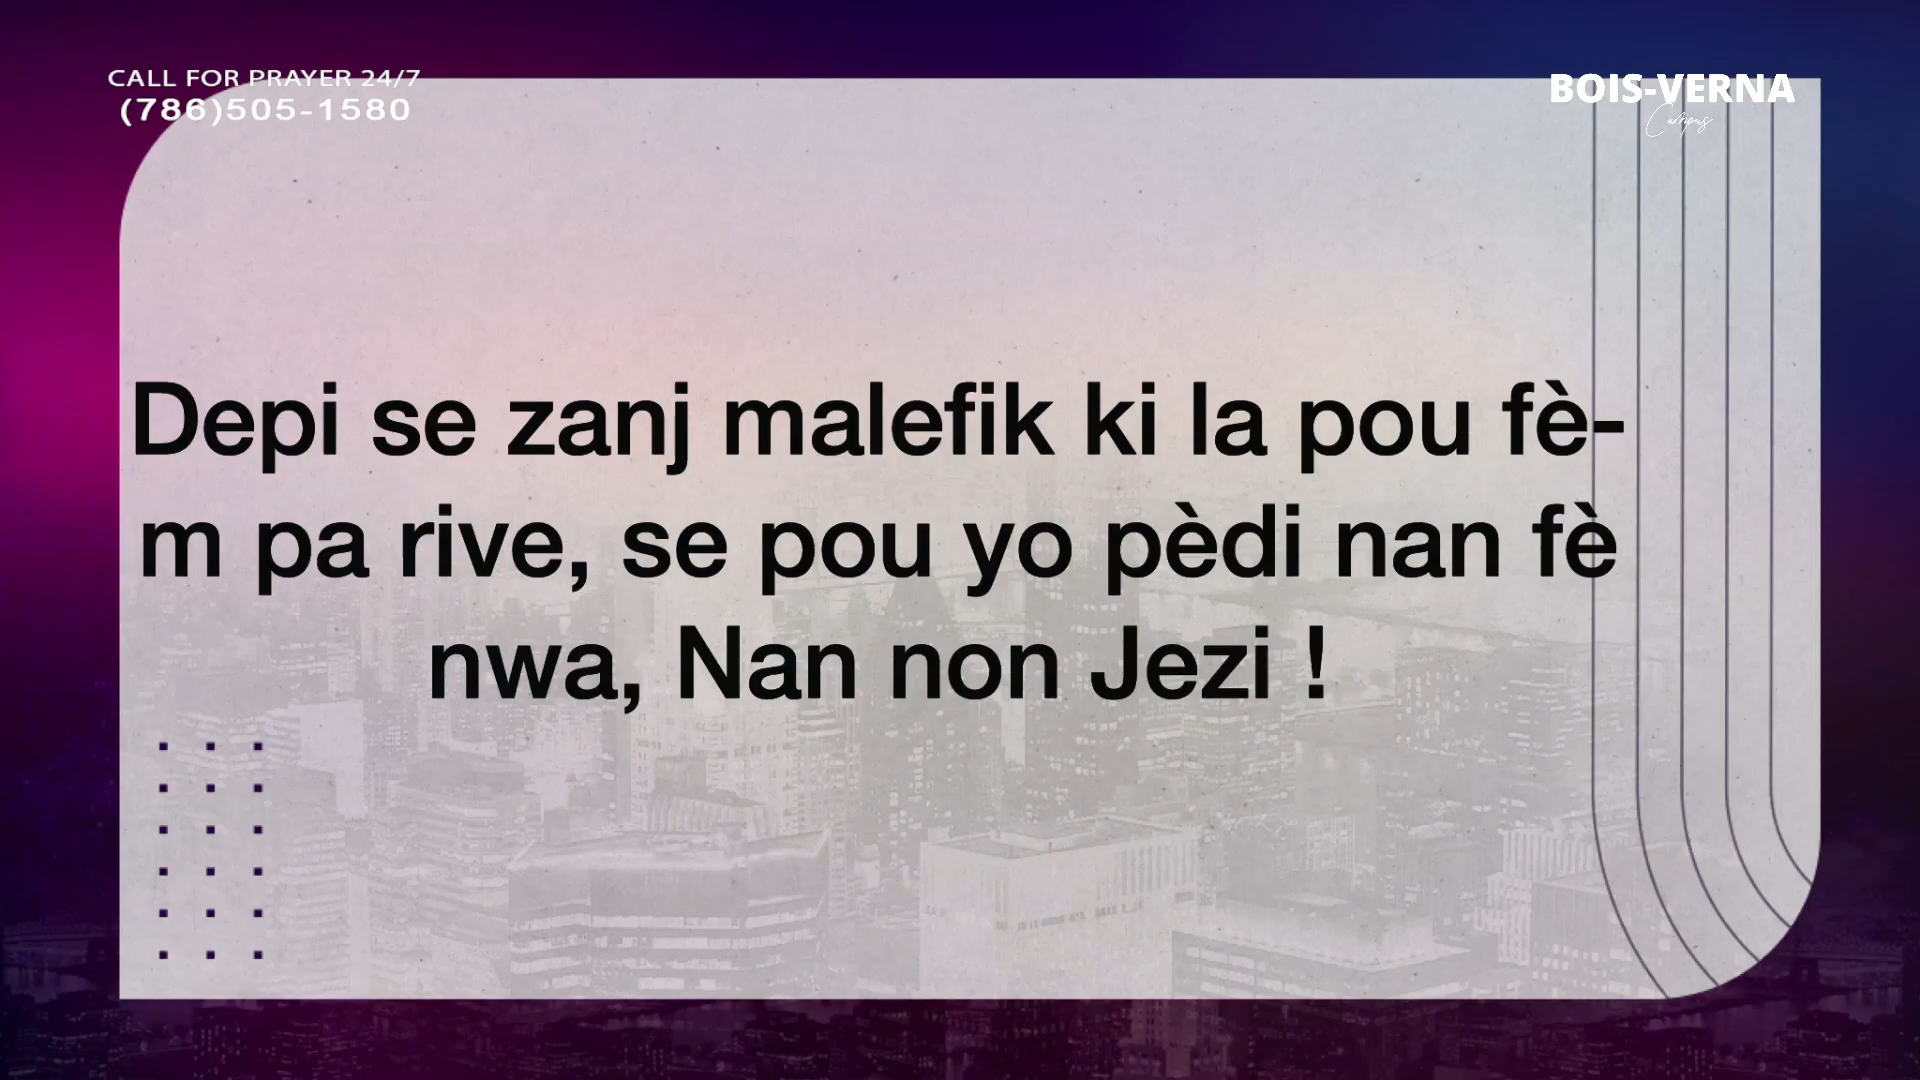 CALL FOR PRAYER 24/7
(786)505-1580
BOIS-VERNA
Campus
Depi se zanj malefik ki la pou fè-
m pa rive, se pou yo pèdi nan fè
nwa, Nan non Jezi !